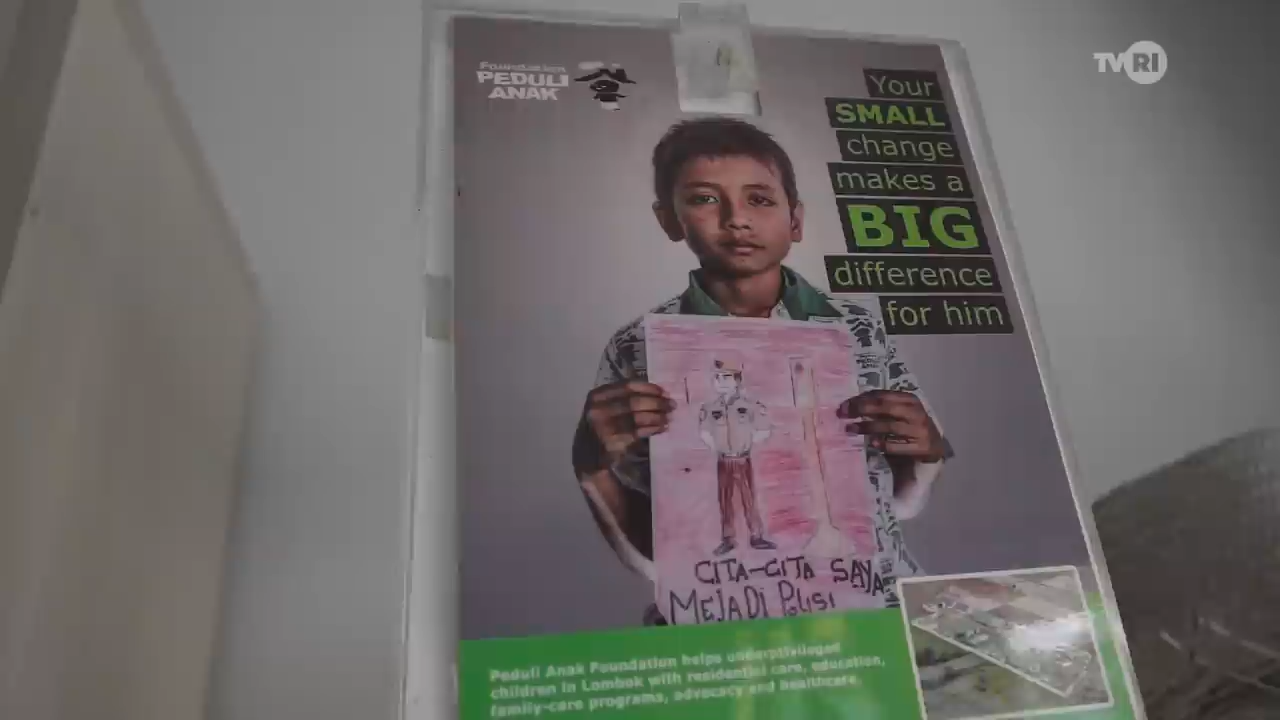 TVRI
Foundation
PEDULI
ANAK
Your
SMALL
change
makes a
BIG
difference
for him
CITA-CITA SAYA
MEJADI POLISI
Peduli Anak Foundation helps underprivileged
children in Lombok with residential care, education,
family-care programs, advocacy and healthcare.